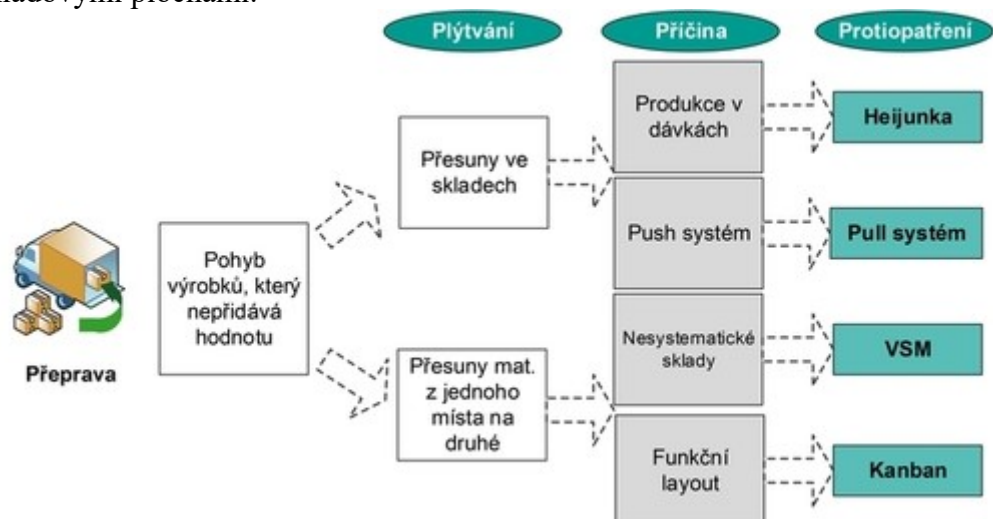 Plýtvání
Příčina
Protiopatření
Produkce v
dávkách
Heijunka
Přesuny ve
skladech
Push systém
Pull systém
Pohyb
výrobků, který
nepřidává
hodnotu
Přeprava
Nesystematické
sklady
VSM
Přesuny mat.
z jednoho
místa na
druhé
Funkční
layout
Kanban